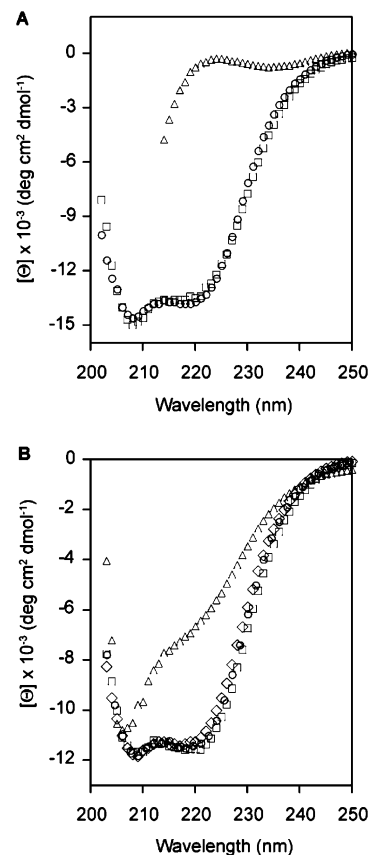 A
0
-3
-6
-9
-12
-15
[Θ] x 10⁻³ (deg cm² dmol⁻¹)
200 210 220 230 240 250
Wavelength (nm)
B
0
-2
-4
-6
-8
-10
-12
[Θ] x 10⁻³ (deg cm² dmol⁻¹)
200 210 220 230 240 250
Wavelength (nm)